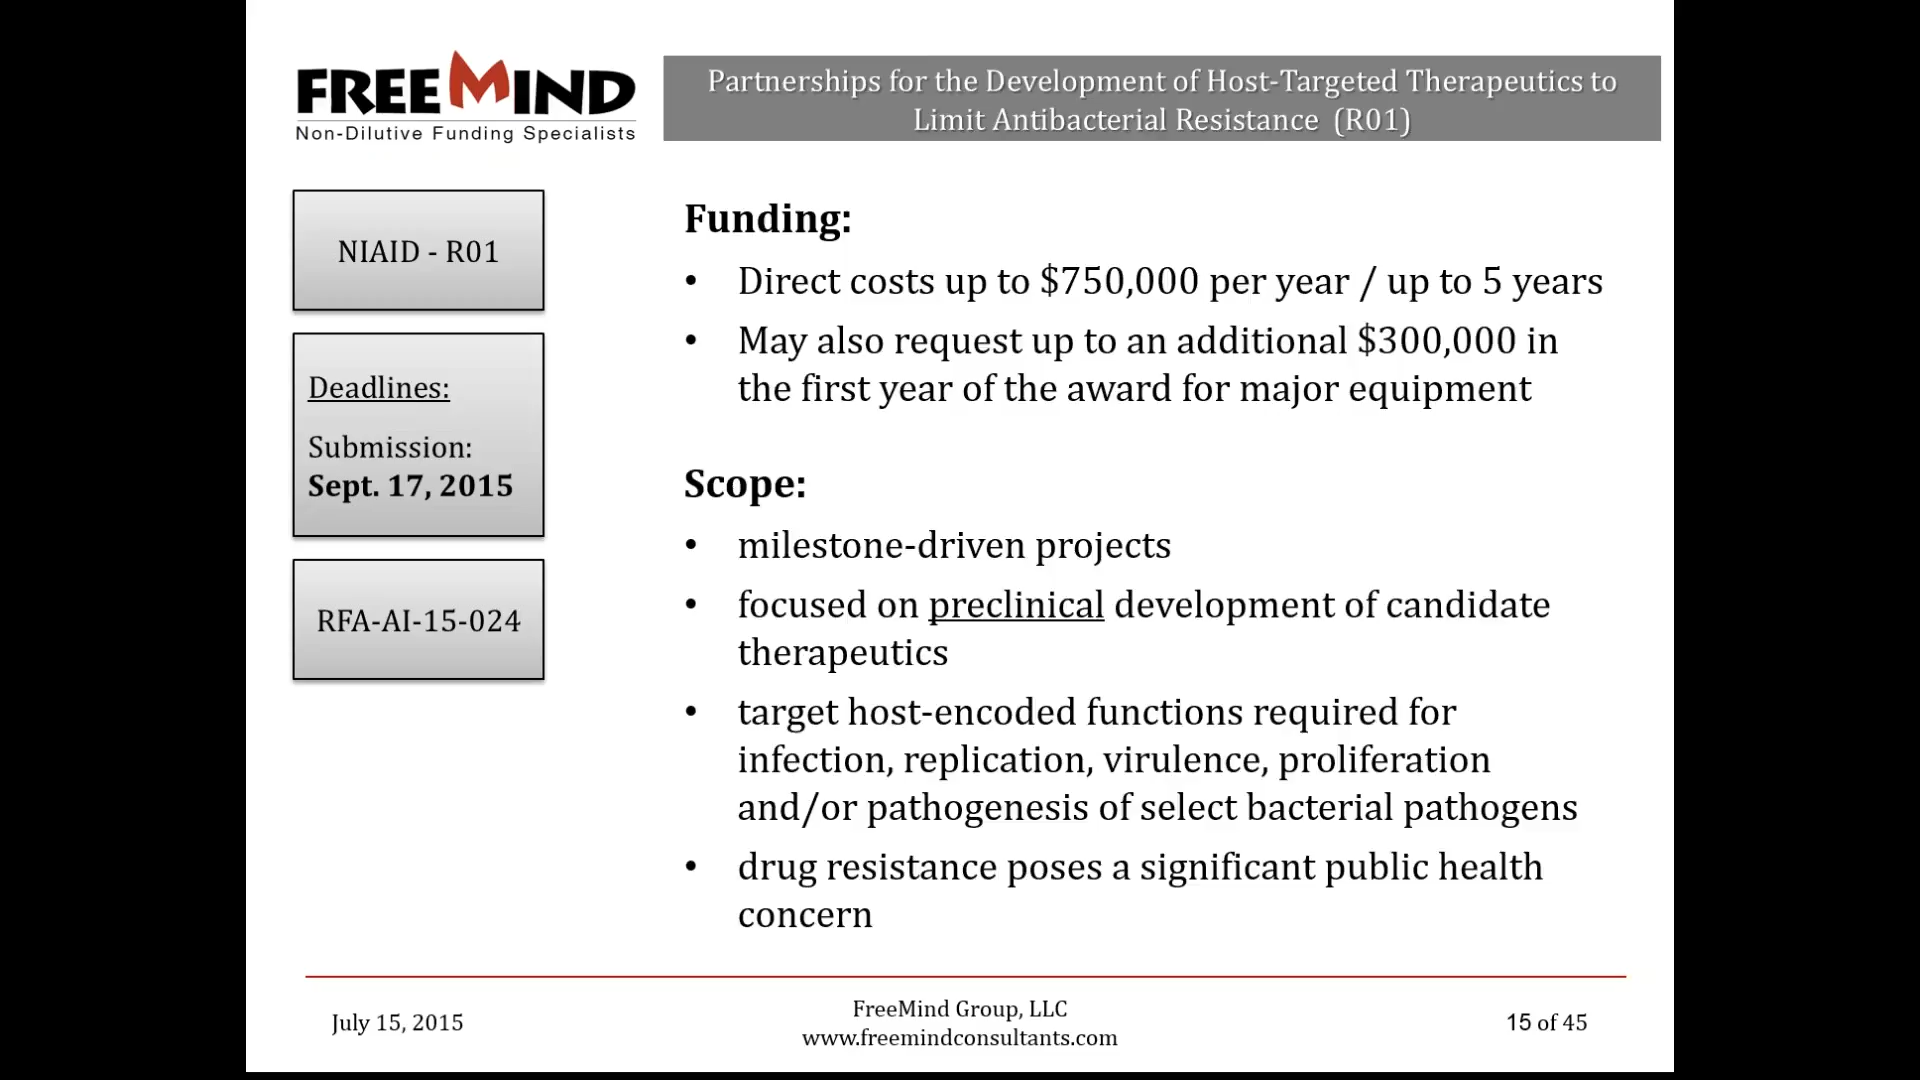 FREEMIND
Non-Dilutive Funding Specialists
Partnerships for the Development of Host-Targeted Therapeutics to
Limit Antibacterial Resistance (R01)
NIAID - R01
Deadlines:
Submission:
Sept. 17, 2015
RFA-AI-15-024
Funding:
• Direct costs up to $750,000 per year / up to 5 years
• May also request up to an additional $300,000 in
the first year of the award for major equipment
Scope:
• milestone-driven projects
• focused on preclinical development of candidate
therapeutics
• target host-encoded functions required for
infection, replication, virulence, proliferation
and/or pathogenesis of select bacterial pathogens
• drug resistance poses a significant public health
concern
July 15, 2015
FreeMind Group, LLC
www.freemindconsultants.com
15 of 45